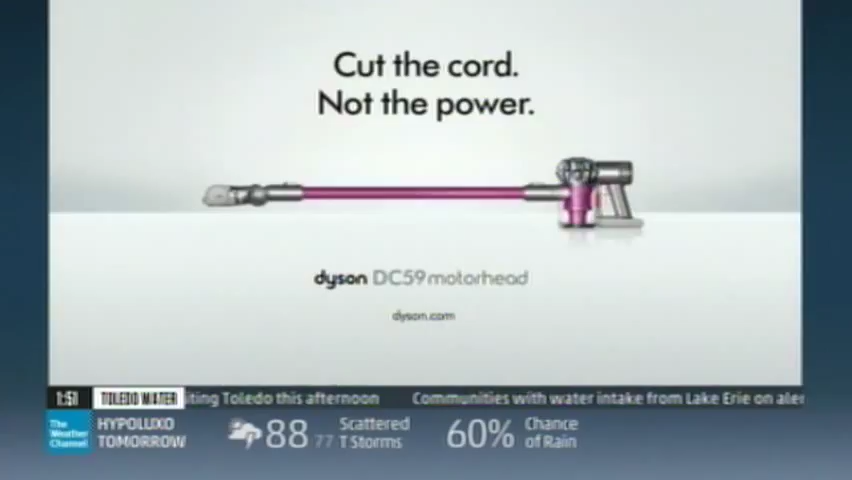 Cut the cord.
Not the power.
dyson DC59 motorhead
dyson.com
1:51 TOLEDO WATER iting Toledo this afternoon Communities with water intake from Lake Erie on aler
The Weather Channel
HYPOLUXO TOMORROW
88 77 Scattered T Storms
60% Chance of Rain